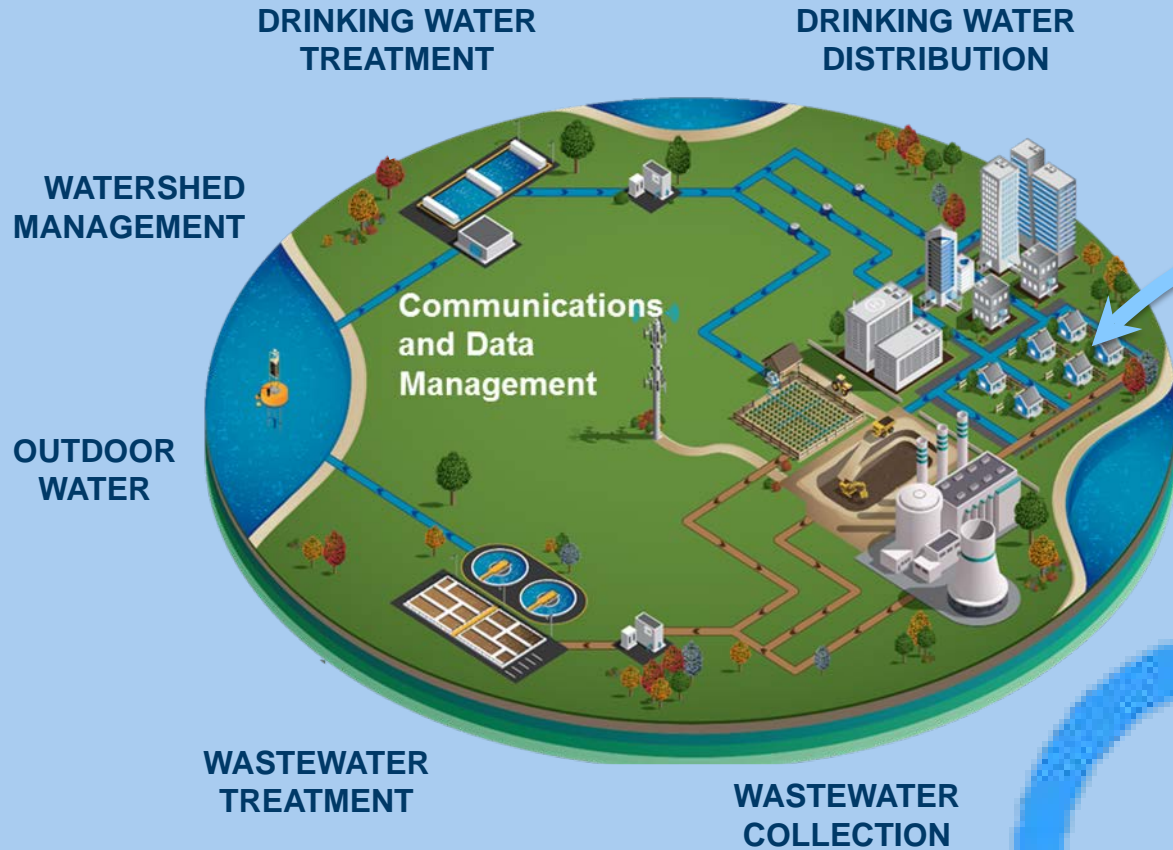 DRINKING WATER
TREATMENT
DRINKING WATER
DISTRIBUTION
WATERSHED
MANAGEMENT
Communications
and Data
Management
OUTDOOR
WATER
WASTEWATER
TREATMENT
WASTEWATER
COLLECTION